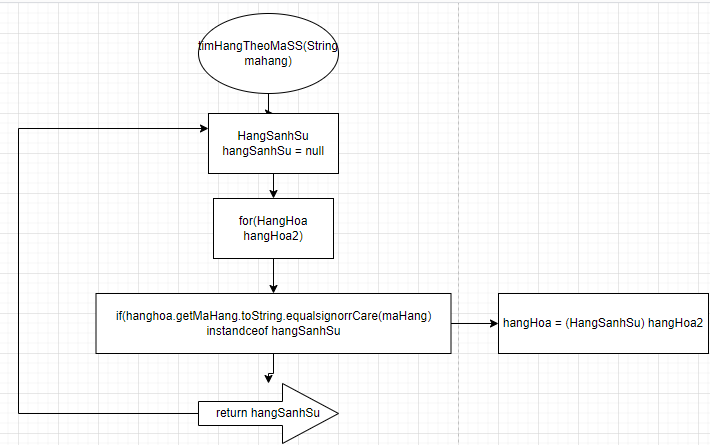 timHangTheoMaSS(String
mahang)
HangSanhSu
hangSanhSu = null
for(HangHoa
hangHoa2)
if(hanghoa.getMaHang.toString.equalsignorrCare(maHang)
instandceof hangSanhSu
hangHoa = (HangSanhSu) hangHoa2
return hangSanhSu